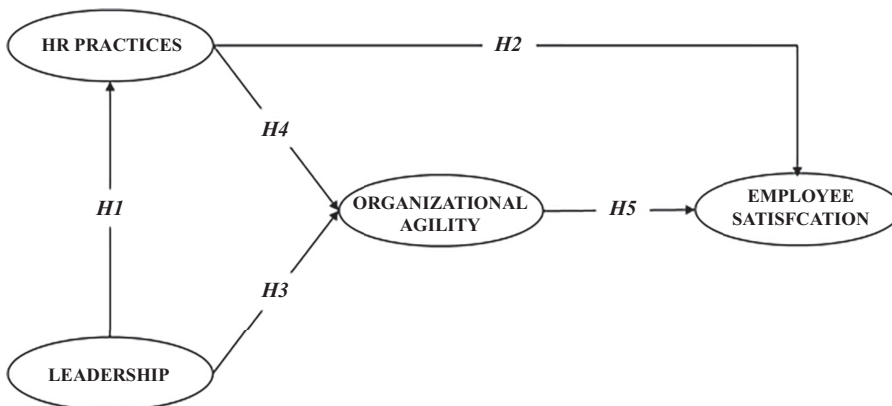 HR PRACTICES
H2
H4
H1
ORGANIZATIONAL
AGILITY
H5
EMPLOYEE
SATISFCATION
H3
LEADERSHIP